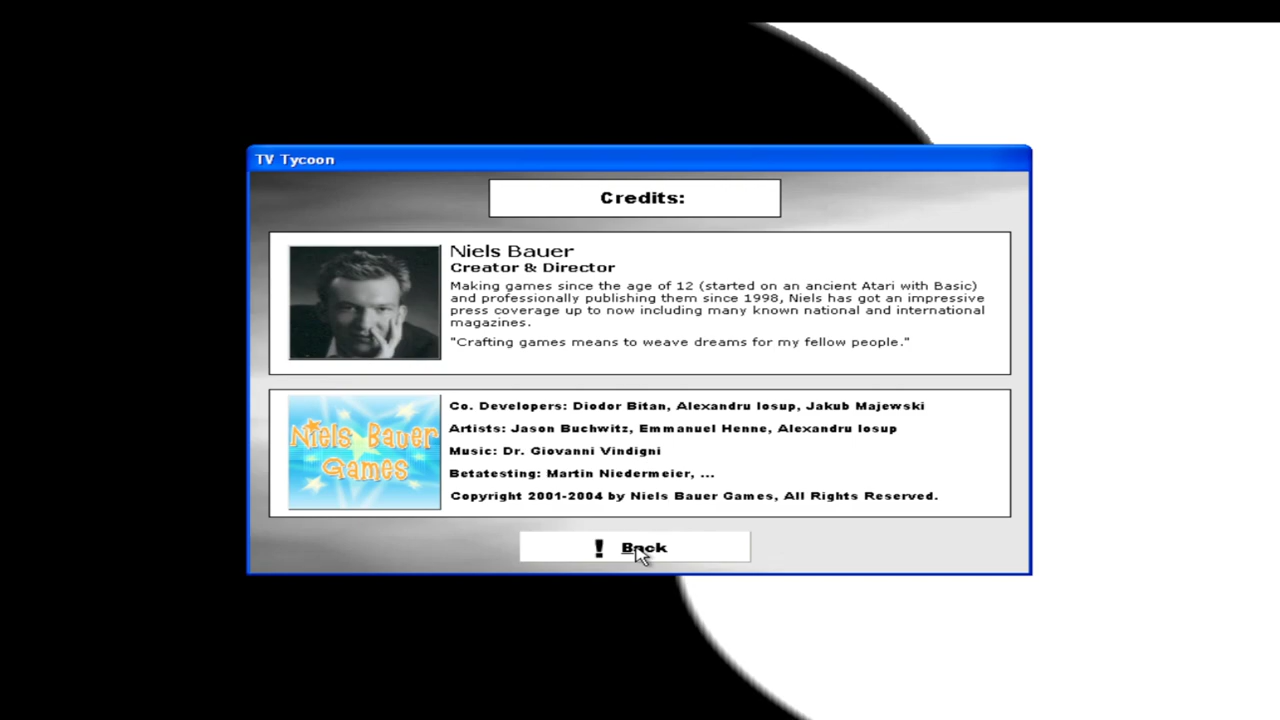 TV Tycoon
Credits:
Niels Bauer
Creator & Director
Making games since the age of 12 (started on an ancient Atari with Basic)
and professionally publishing them since 1998, Niels has got an impressive
press coverage up to now including many known national and international
magazines.
"Crafting games means to weave dreams for my fellow people."
Niels Bauer
Games
Co. Developers: Diodor Bitan, Alexandru Iosup, Jakub Majewski
Artists: Jason Buchwitz, Emmanuel Henne, Alexandru Iosup
Music: Dr. Giovanni Vindigni
Betatesting: Martin Niedermeier, ...
Copyright 2001-2004 by Niels Bauer Games, All Rights Reserved.
! Back